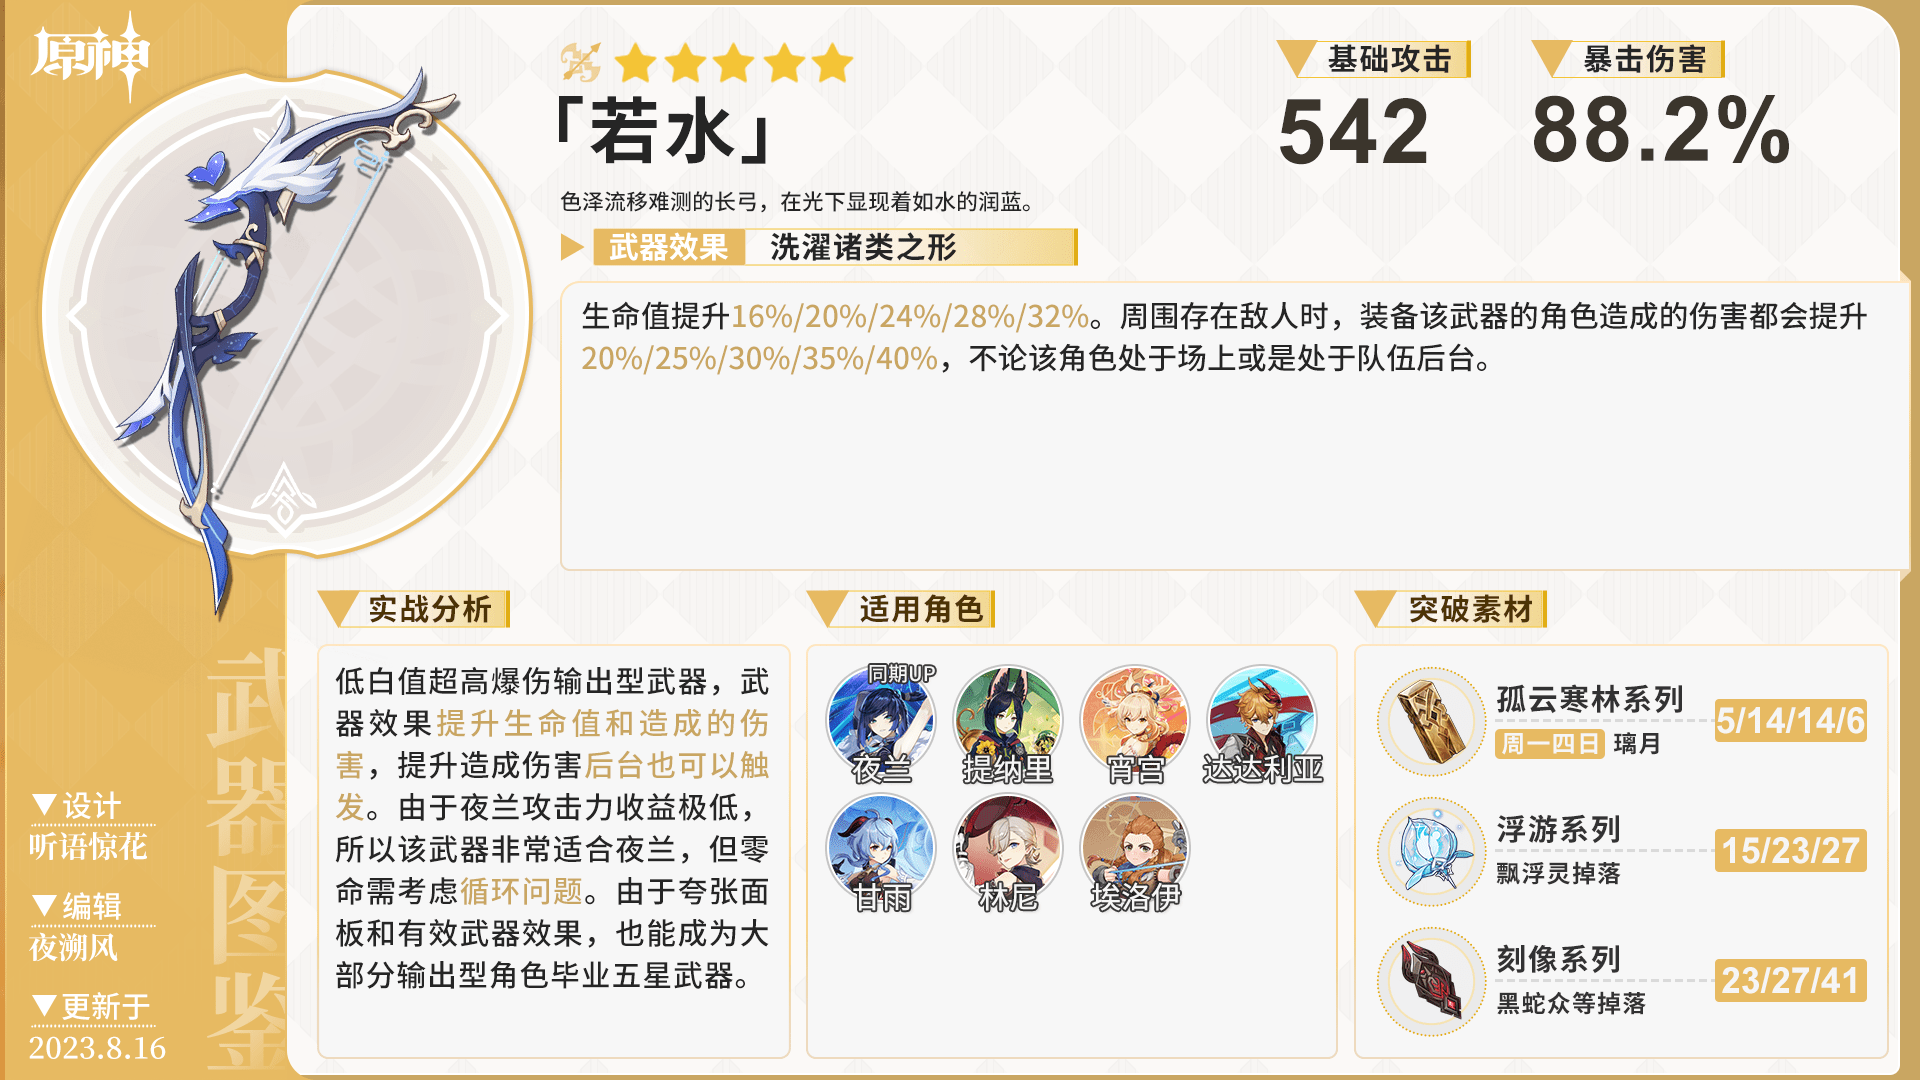 原神
「若水」
色泽流移难测的长弓，在光下显现着如水的润蓝。
基础攻击
542
暴击伤害
88.2%
武器效果 洗濯诸类之形
生命值提升16%/20%/24%/28%/32%。周围存在敌人时，装备该武器的角色造成的伤害都会提升
20%/25%/30%/35%/40%，不论该角色处于场上或是处于队伍后台。
实战分析
低白值超高爆伤输出型武器，武
器效果提升生命值和造成的伤
害，提升造成伤害后台也可以触
发。由于夜兰攻击力收益极低，
所以该武器非常适合夜兰，但零
命需考虑循环问题。由于夸张面
板和有效武器效果，也能成为大
部分输出型角色毕业五星武器。
适用角色
同期UP
夜兰 提纳里 宵宫 达达利亚
甘雨 林尼 埃洛伊
突破素材
孤云寒林系列
周一四日 璃月
5/14/14/6
浮游系列
飘浮灵掉落
15/23/27
刻像系列
黑蛇众等掉落
23/27/41
武器图鉴
▼设计
听语惊花
▼编辑
夜溯风
▼更新于
2023.8.16